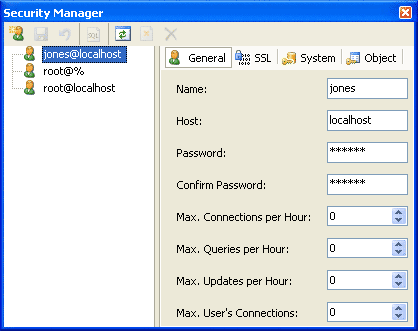 Security Manager
SQL
jones@localhost
root@%
root@localhost
General SSL System Object
Name: jones
Host: localhost
Password: ******
Confirm Password: ******
Max. Connections per Hour: 0
Max. Queries per Hour: 0
Max. Updates per Hour: 0
Max. User's Connections: 0